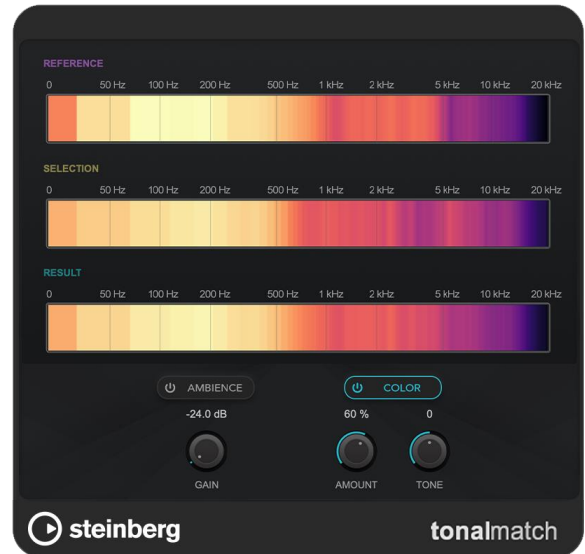 REFERENCE
0 50 Hz 100 Hz 200 Hz 500 Hz 1 kHz 2 kHz 5 kHz 10 kHz 20 kHz
SELECTION
0 50 Hz 100 Hz 200 Hz 500 Hz 1 kHz 2 kHz 5 kHz 10 kHz 20 kHz
RESULT
0 50 Hz 100 Hz 200 Hz 500 Hz 1 kHz 2 kHz 5 kHz 10 kHz 20 kHz
AMBIENCE COLOR
-24.0 dB 60 % 0
GAIN AMOUNT TONE
steinberg tonalmatch